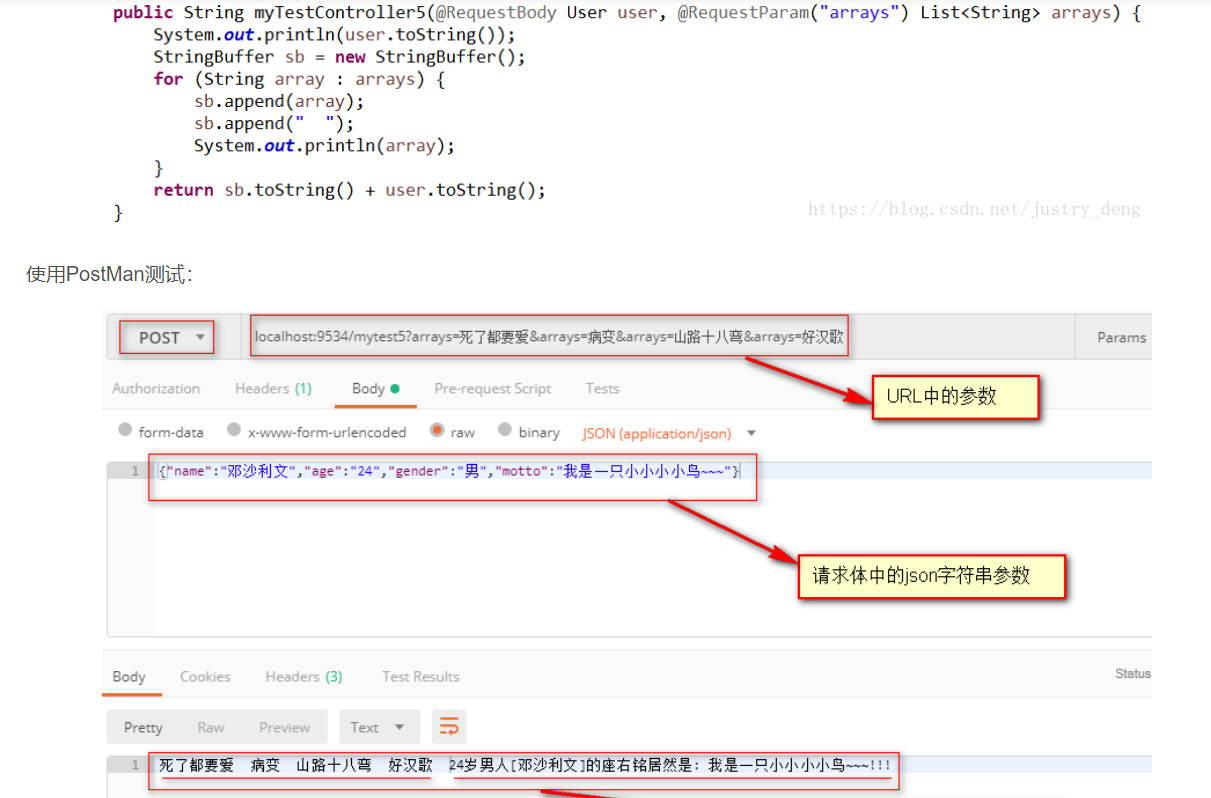 public String myTestController5(@RequestBody User user, @RequestParam("arrays") List<String> arrays) {
System.out.println(user.toString());
StringBuffer sb = new StringBuffer();
for (String array : arrays) {
sb.append(array);
sb.append("  ");
System.out.println(array);
}
return sb.toString() + user.toString();
}
https://blog.csdn.net/justry_deng
使用PostMan测试：
POST localhost:9534/mytest5?arrays=死了都要爱&arrays=病变&arrays=山路十八弯&arrays=好汉歌 Params
Authorization Headers (1) Body Pre-request Script Tests
URL中的参数
form-data x-www-form-urlencoded raw binary JSON (application/json)
1 {"name":"邓沙利文","age":"24","gender":"男","motto":"我是一只小小小小鸟~~~"}
请求体中的json字符串参数
Body Cookies Headers (3) Test Results Status
Pretty Raw Preview Text
1 死了都要爱  病变  山路十八弯  好汉歌  24岁男人[邓沙利文]的座右铭居然是: 我是一只小小小小鸟~~~!!!